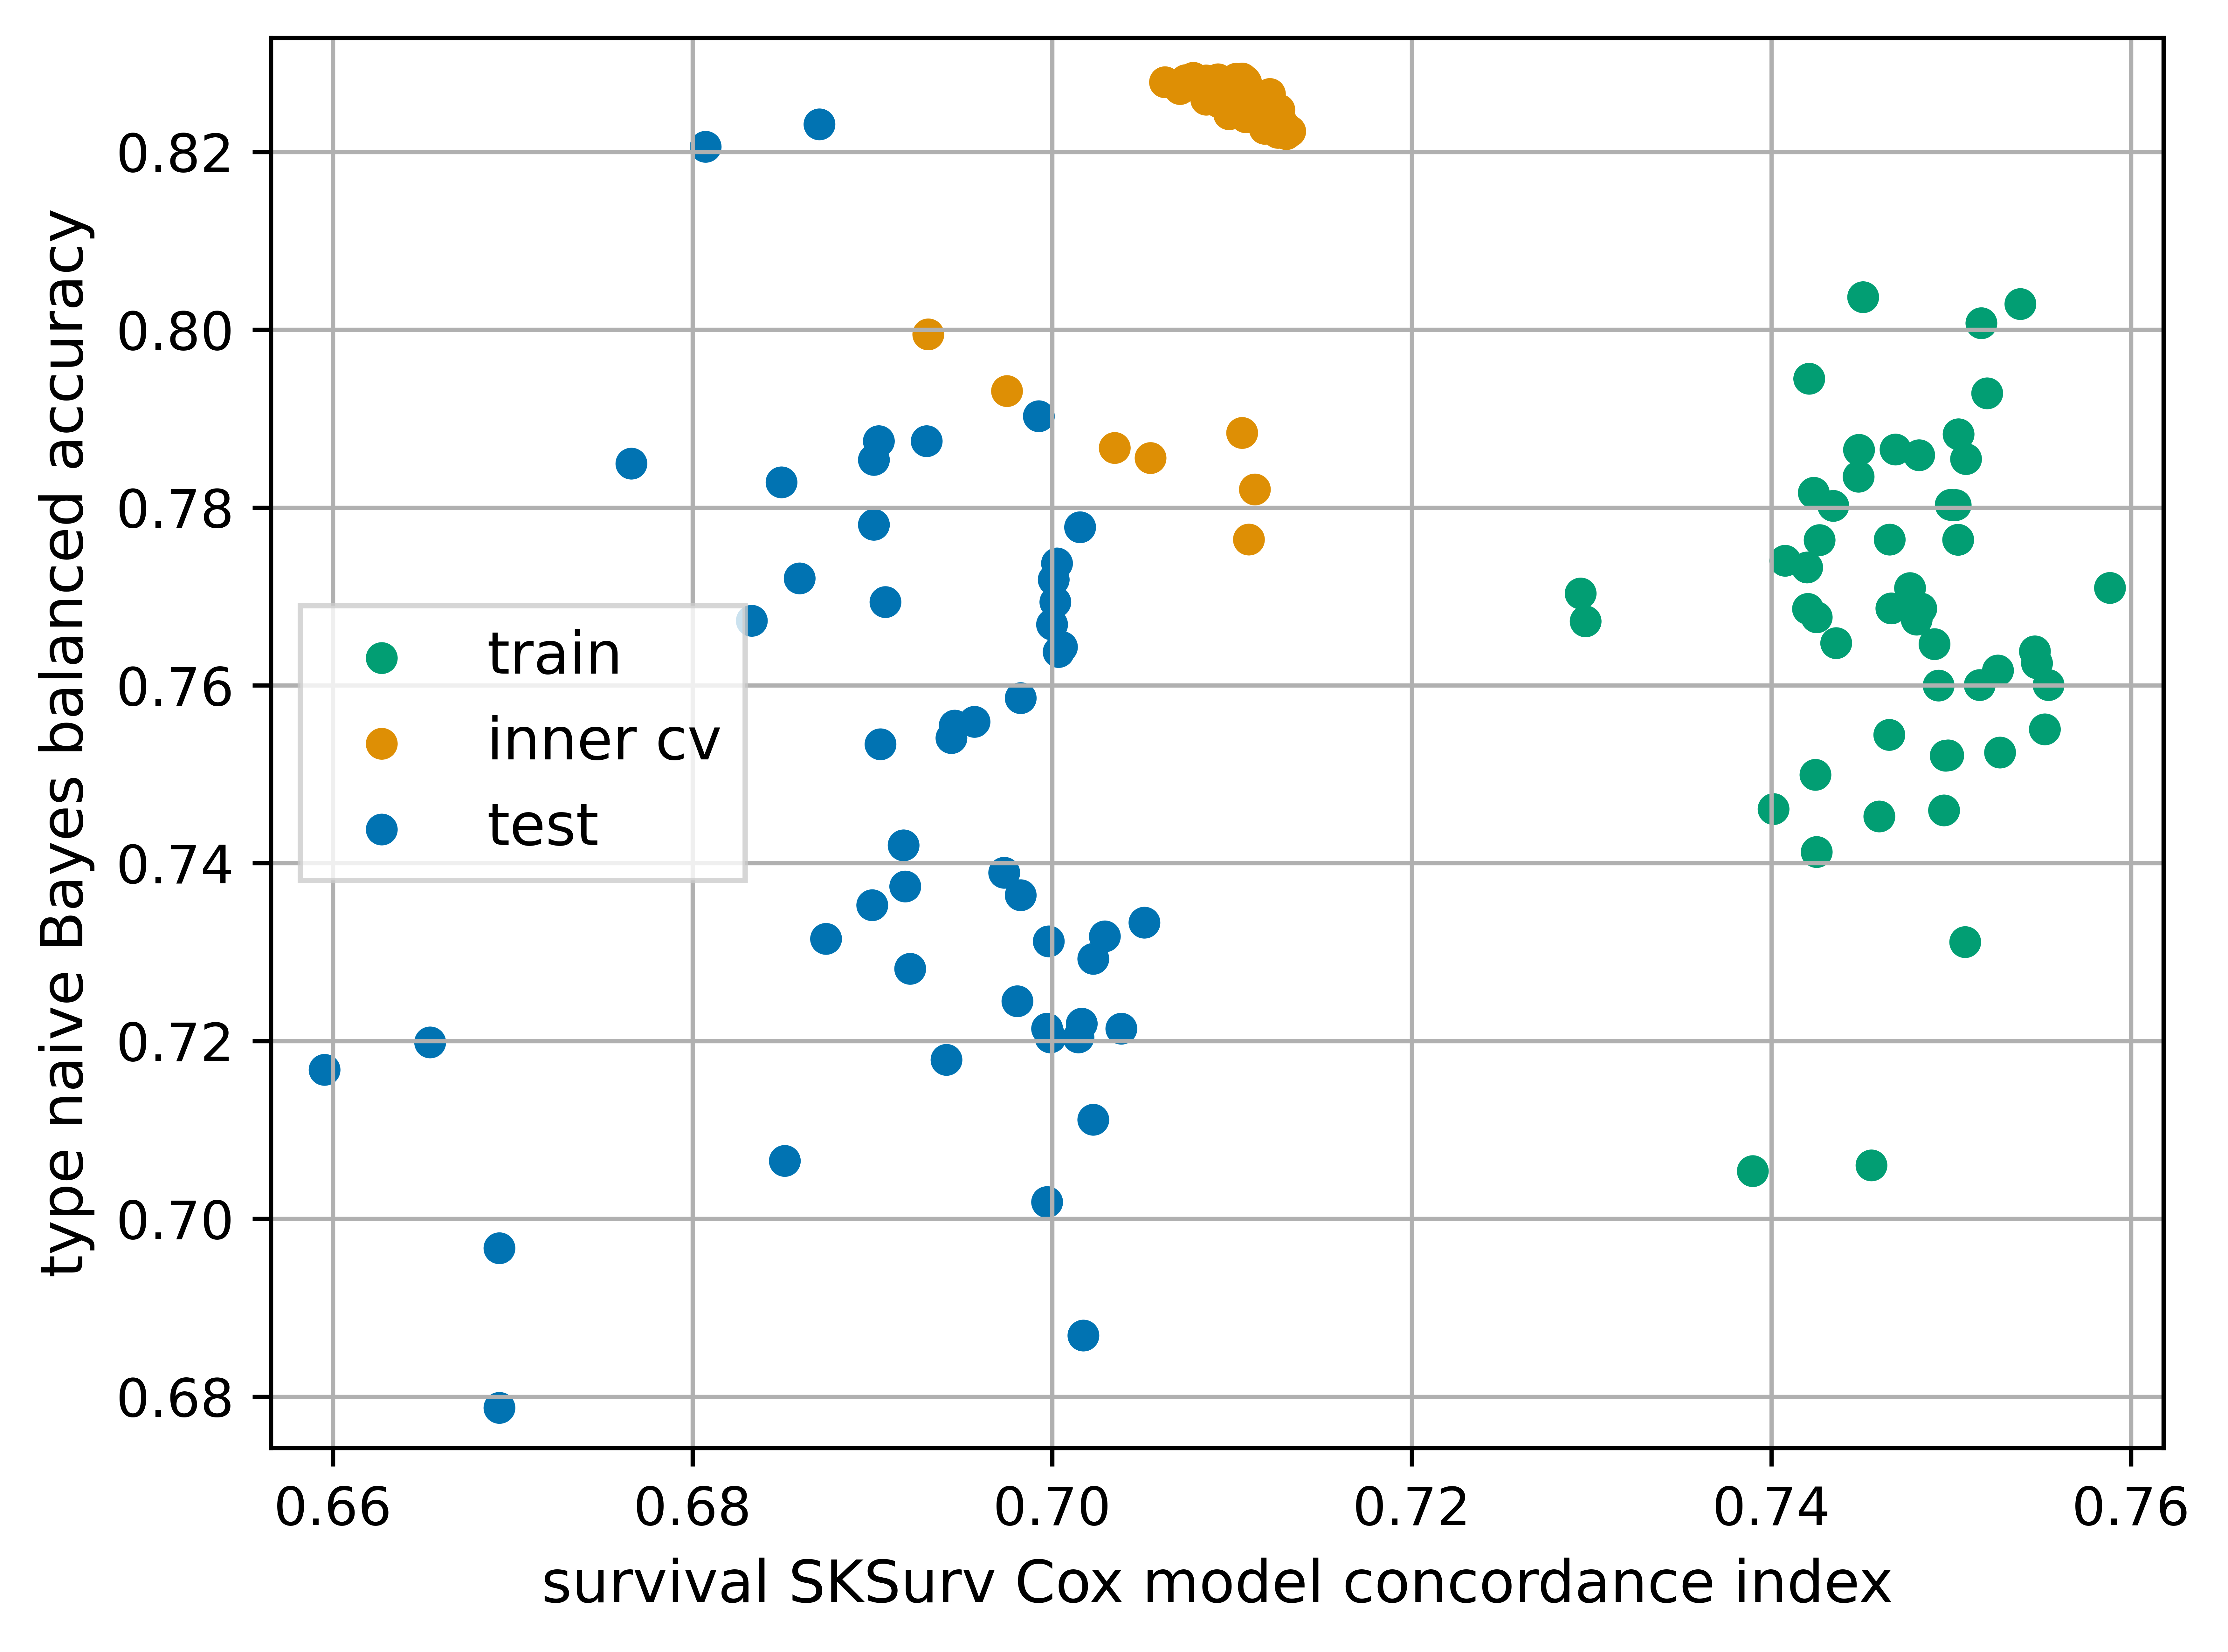 type naive Bayes balanced accuracy
0.82
0.80
0.78
0.76
0.74
0.72
0.70
0.68
train
inner cv
test
0.66 0.68 0.70 0.72 0.74 0.76
survival SKSurv Cox model concordance index